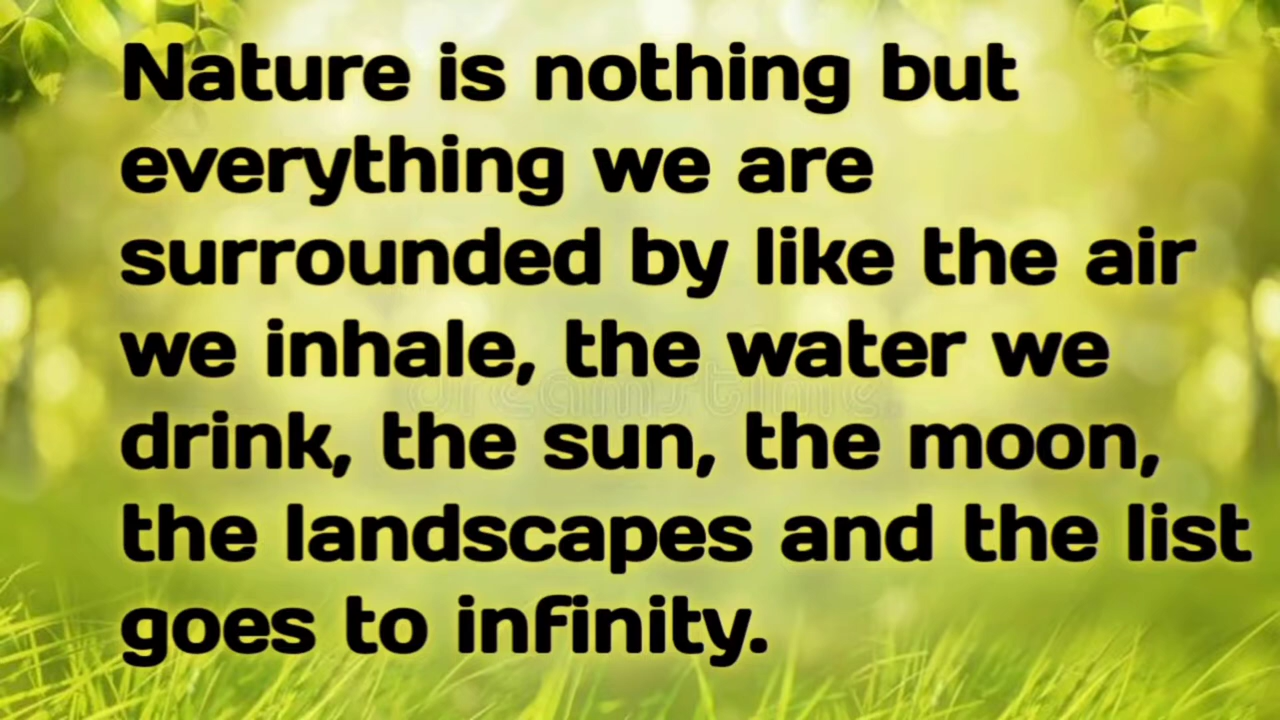 Nature is nothing but
everything we are
surrounded by like the air
we inhale, the water we
dreamstime
drink, the sun, the moon,
the landscapes and the list
goes to infinity.